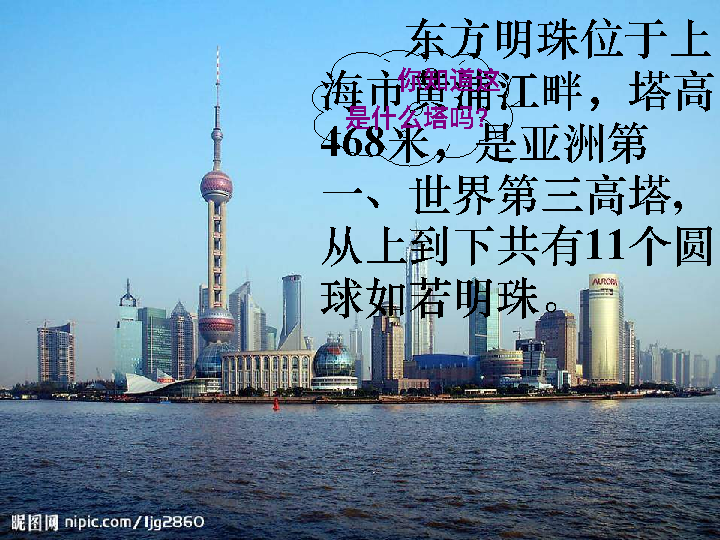 东方明珠位于上
海市黄浦江畔，塔高
468米，是亚洲第
一、世界第三高塔，
从上到下共有11个圆
球如若明珠。
你知道这
是什么塔吗？
AURORA
昵图网 nipic.com/ljg2860